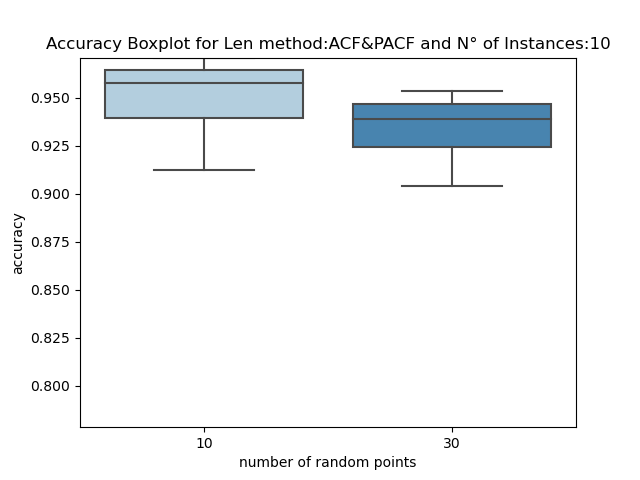 Accuracy Boxplot for Len method:ACF&PACF and N° of Instances:10
0.950
0.925
0.900
0.875
0.850
0.825
0.800
accuracy
10 30
number of random points